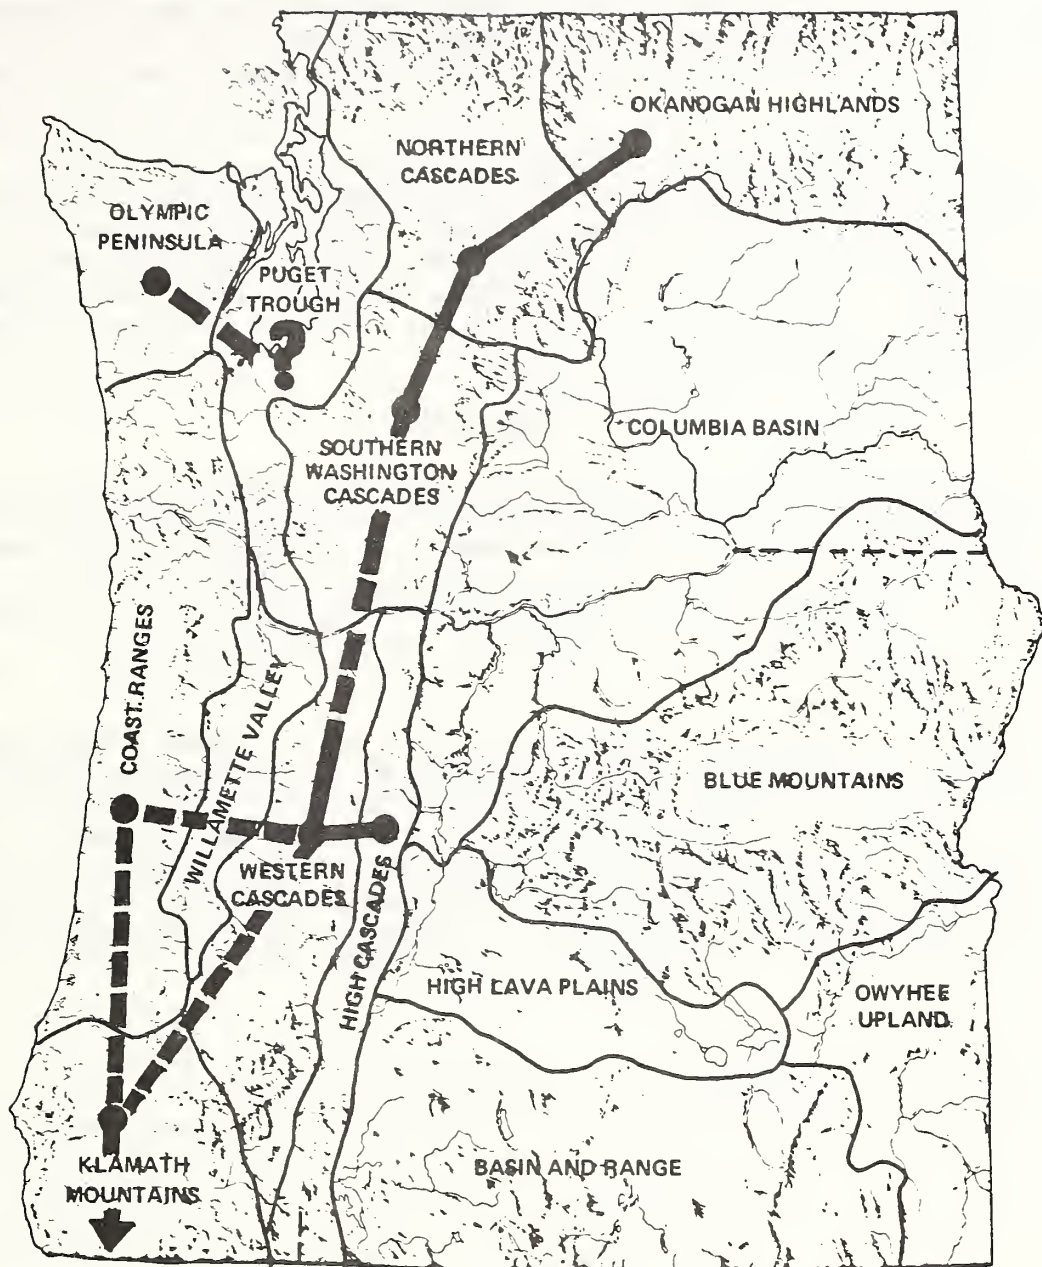 OKANOGAN HIGHLANDS
NORTHERN
CASCADES
OLYMPIC
PENINSULA
PUGET
TROUGH
?
COLUMBIA BASIN
SOUTHERN
WASHINGTON
CASCADES
COAST RANGES
WILLAMETTE VALLEY
BLUE MOUNTAINS
WESTERN
CASCADES
HIGH CASCADES
HIGH LAVA PLAINS
OWYHEE
UPLAND
KLAMATH
MOUNTAINS
BASIN AND RANGE